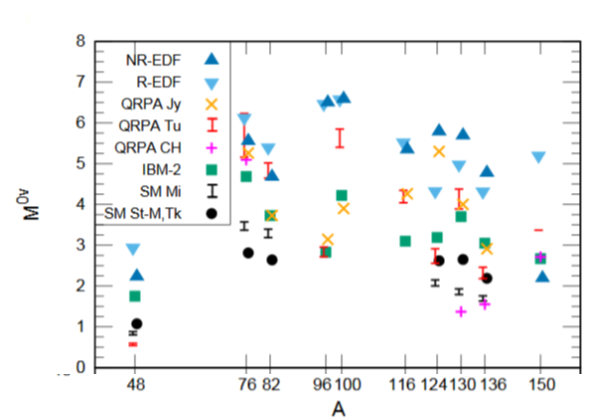 8
7
6
5
4
3
2
1
0
M0v
NR-EDF
R-EDF
QRPA Jy
QRPA Tu
QRPA CH
IBM-2
SM Mi
SM St-M,Tk
48 76 82 96 100 116 124 130 136 150
A